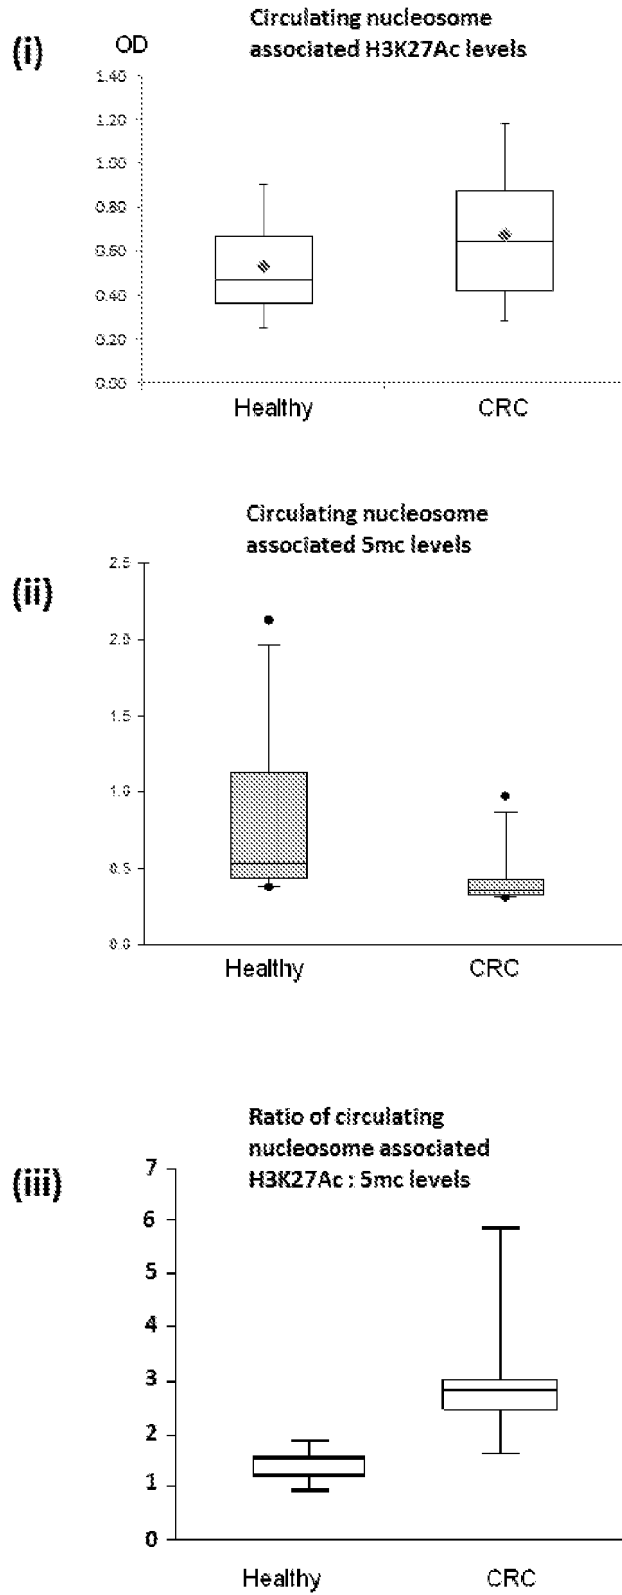 (i)
OD
Circulating nucleosome
associated H3K27Ac levels
1.40
1.20
1.00
0.80
0.60
0.40
0.20
0.00
Healthy
CRC
(ii)
Circulating nucleosome
associated 5mc levels
2.5
2.0
1.5
1.0
0.5
0.0
Healthy
CRC
(iii)
Ratio of circulating
nucleosome associated
H3K27Ac : 5mc levels
7
6
5
4
3
2
1
0
Healthy
CRC